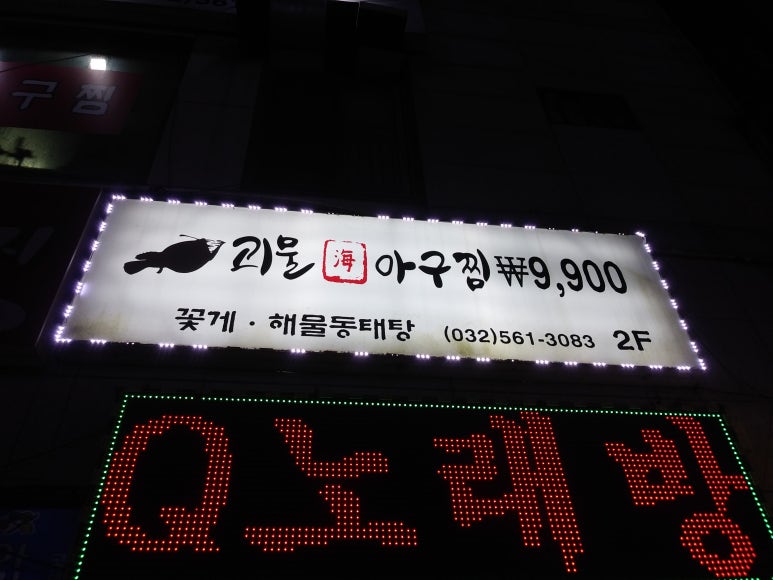 구찜
괴물 海 아구찜 ₩9,900
꽃게 · 해물동태탕 (032)561-3083 2F
Q노래방